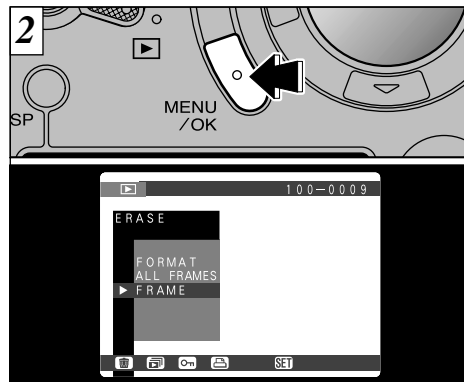 2
SP
MENU
/OK
100-0009
ERASE
FORMAT
ALL FRAMES
FRAME
SET